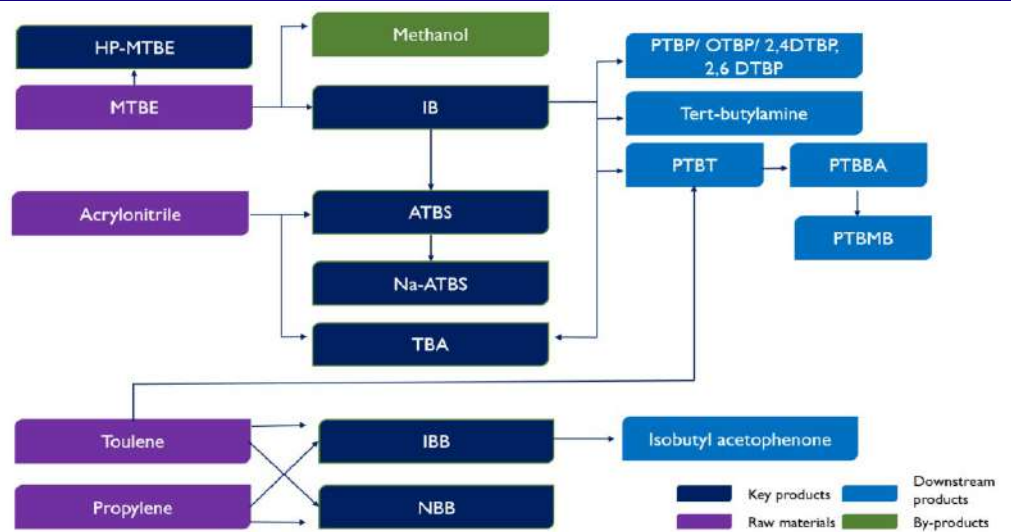 HP-MTBE
Methanol
PTBP/ OTBP/ 2,4DTBP,
2,6 DTBP
MTBE
IB
Tert-butylamine
PTBT
PTBBA
Acrylonitrile
ATBS
PTBMB
Na-ATBS
TBA
Toulene
IBB
Isobutyl acetophenone
Propylene
NBB
Key products
Downstream
products
Raw materials
By-products